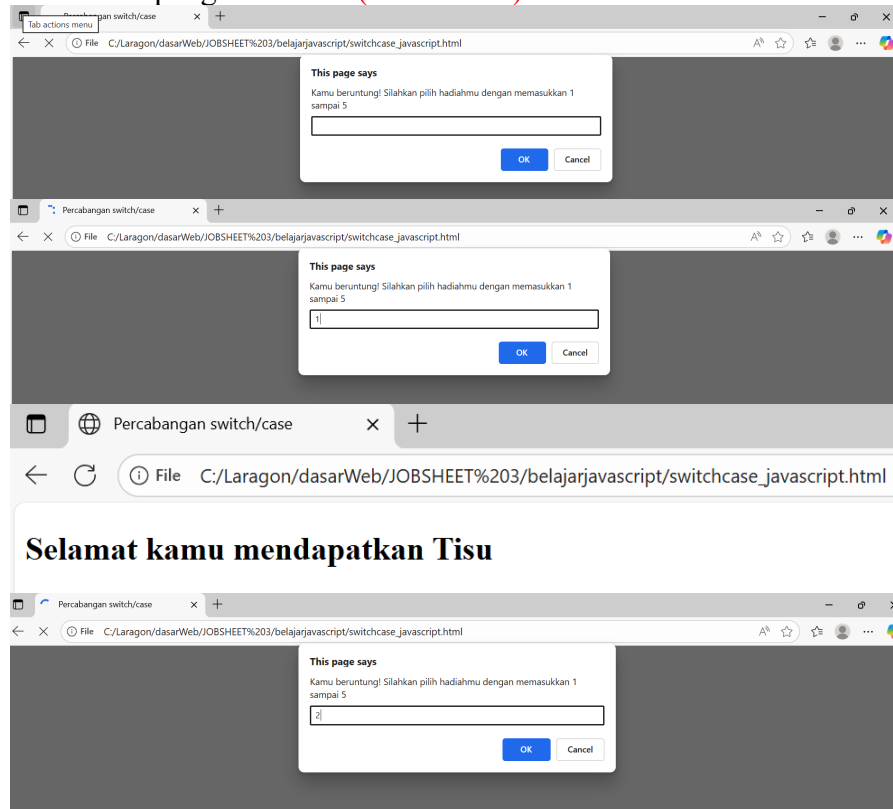 Tab actions menu
gan switch/case
File C:/Laragon/dasarWeb/JOBSHEET%203/belajarjavascript/switchcase_javascript.html
This page says
Kamu beruntung! Silahkan pilih hadiahmu dengan memasukkan 1
sampai 5
OK Cancel
Percabangan switch/case
File C:/Laragon/dasarWeb/JOBSHEET%203/belajarjavascript/switchcase_javascript.html
This page says
Kamu beruntung! Silahkan pilih hadiahmu dengan memasukkan 1
sampai 5
1
OK Cancel
Percabangan switch/case
File C:/Laragon/dasarWeb/JOBSHEET%203/belajarjavascript/switchcase_javascript.html
Selamat kamu mendapatkan Tisu
Percabangan switch/case
File C:/Laragon/dasarWeb/JOBSHEET%203/belajarjavascript/switchcase_javascript.html
This page says
Kamu beruntung! Silahkan pilih hadiahmu dengan memasukkan 1
sampai 5
2
OK Cancel